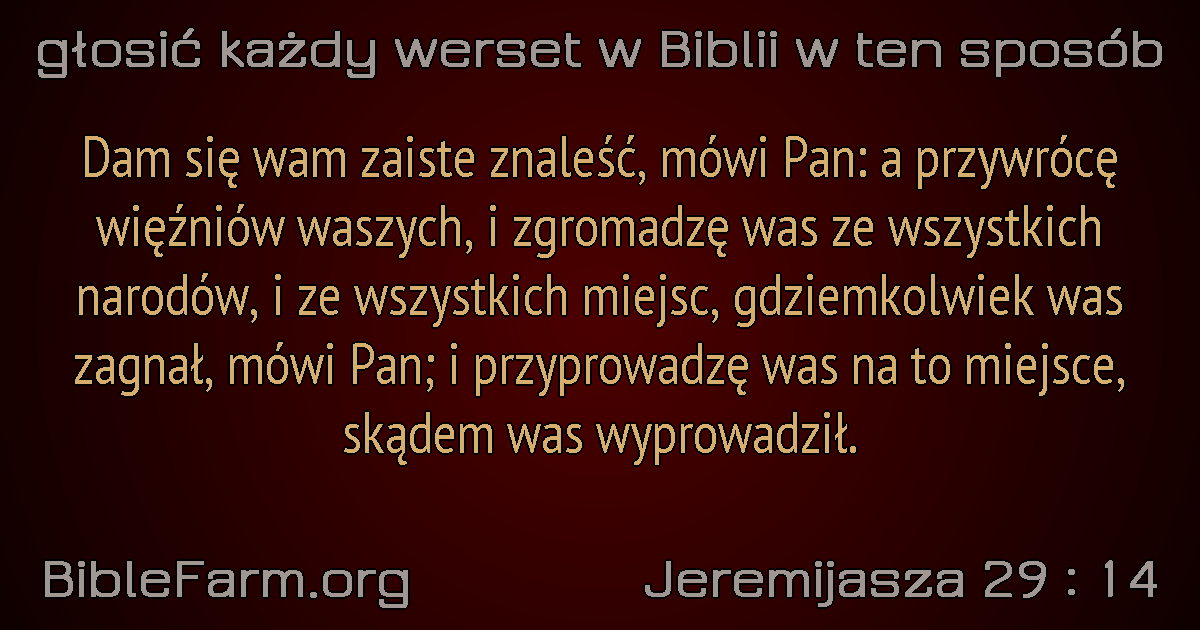 głosić każdy werset w Biblii w ten sposób
Dam się wam zaiste znaleść, mówi Pan: a przywrócę
więźniów waszych, i zgromadzę was ze wszystkich
narodów, i ze wszystkich miejsc, gdziemkolwiek was
zagnał, mówi Pan; i przyprowadzę was na to miejsce,
skądem was wyprowadził.
BibleFarm.org
Jeremijasza 29 : 14